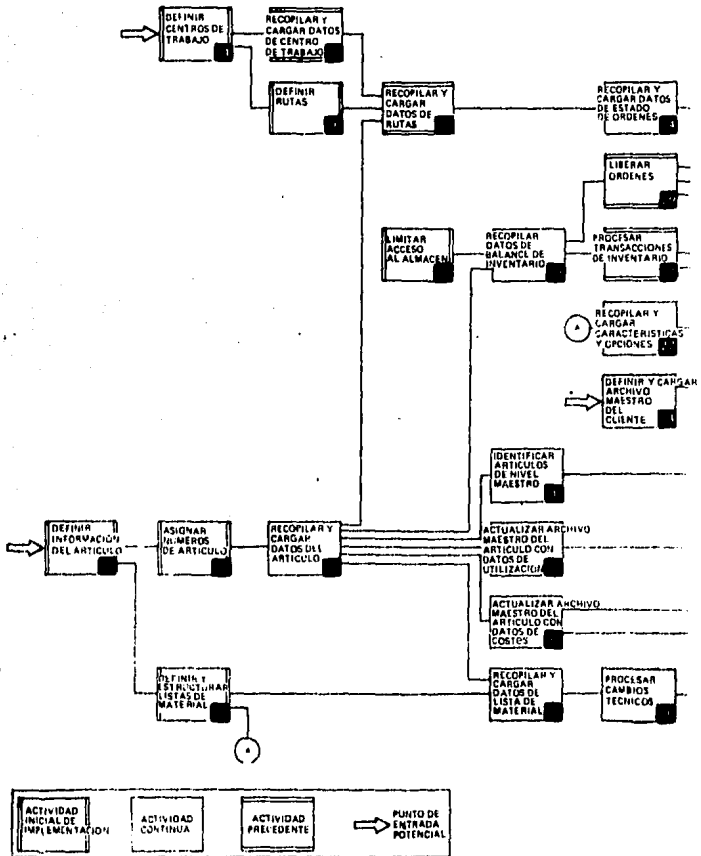 DEFINIR
CENTROS DE
TRABAJO
RECOPILAR Y
CARGAR DATOS
DE CENTRO
DE TRABAJO
DEFINIR
RUTAS
RECOPILAR Y
CARGAR
DATOS DE
RUTAS
RECOPILAR Y
CARGAR DATOS
DE ESTADO
DE ORDENES
LIBERAR
ORDENES
LIMITAR
ACCESO
AL ALMACEN
RECOPILAR
DATOS DE
BALANCE DE
INVENTARIO
PROCESAR
TRANSACCIONES
DE INVENTARIO
A
RECOPILAR Y
CARGAR
CARACTERISTICAS
Y OPCIONES
DEFINIR Y CARGAR
ARCHIVO
MAESTRO
DEL
CLIENTE
IDENTIFICAR
ARTICULOS
DE NIVEL
MAESTRO
DEFINIR
INFORMACION
DEL ARTICULO
ASIGNAR
NUMEROS
DE ARTICULO
RECOPILAR Y
CARGAR
DATOS DEL
ARTICULO
ACTUALIZAR ARCHIVO
MAESTRO DEL
ARTICULO CON
DATOS DE
UTILIZACION
ACTUALIZAR ARCHIVO
MAESTRO DEL
ARTICULO CON
DATOS DE
COSTES
DEFINIR Y
ESTRUCTURAR
LISTAS DE
MATERIAL
RECOPILAR Y
CARGAR
DATOS DE
LISTA DE
MATERIAL
PROCESAR
CAMBIOS
TECNICOS
A
ACTIVIDAD
INICIAL DE
IMPLEMENTACION
ACTIVIDAD
CONTINUA
ACTIVIDAD
PRECEDENTE
PUNTO DE
ENTRADA
POTENCIAL